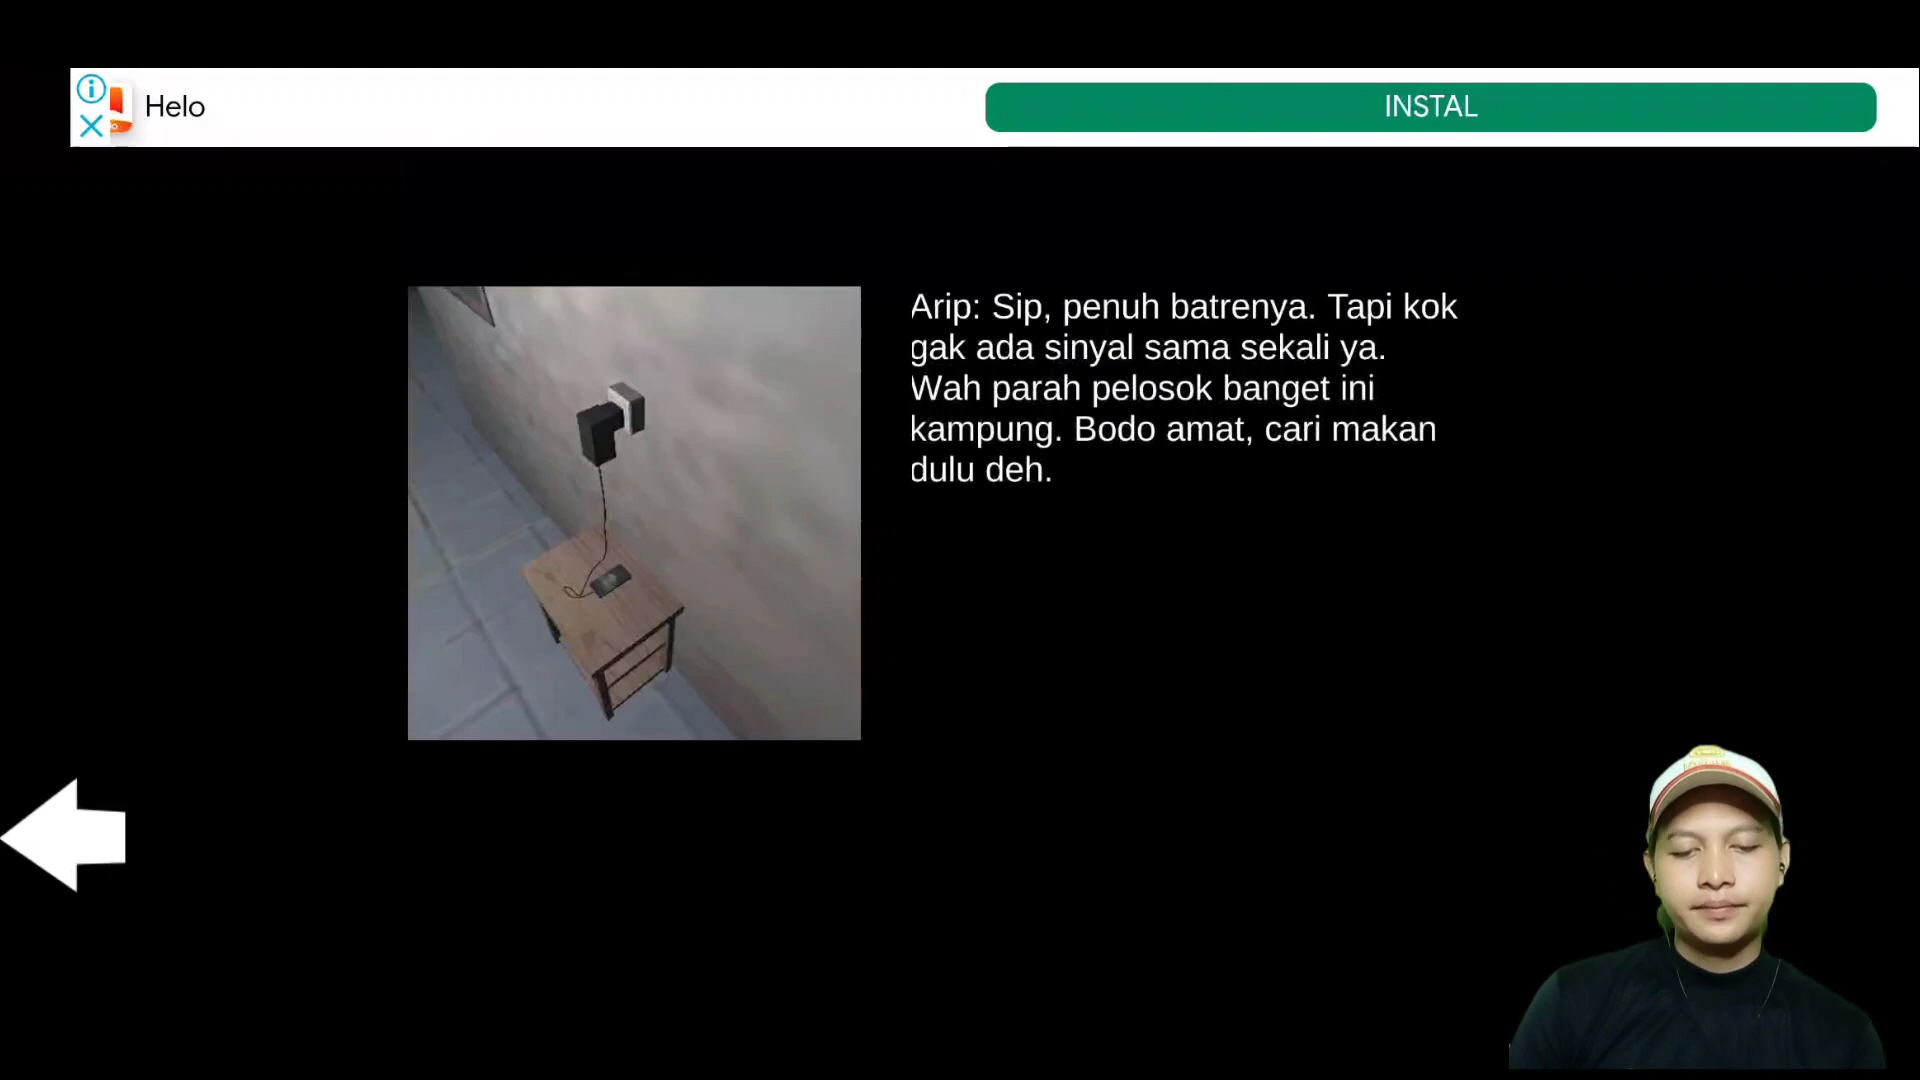 Helo
INSTAL
Arip: Sip, penuh batrenya. Tapi kok
gak ada sinyal sama sekali ya.
Wah parah pelosok banget ini
kampung. Bodo amat, cari makan
dulu deh.